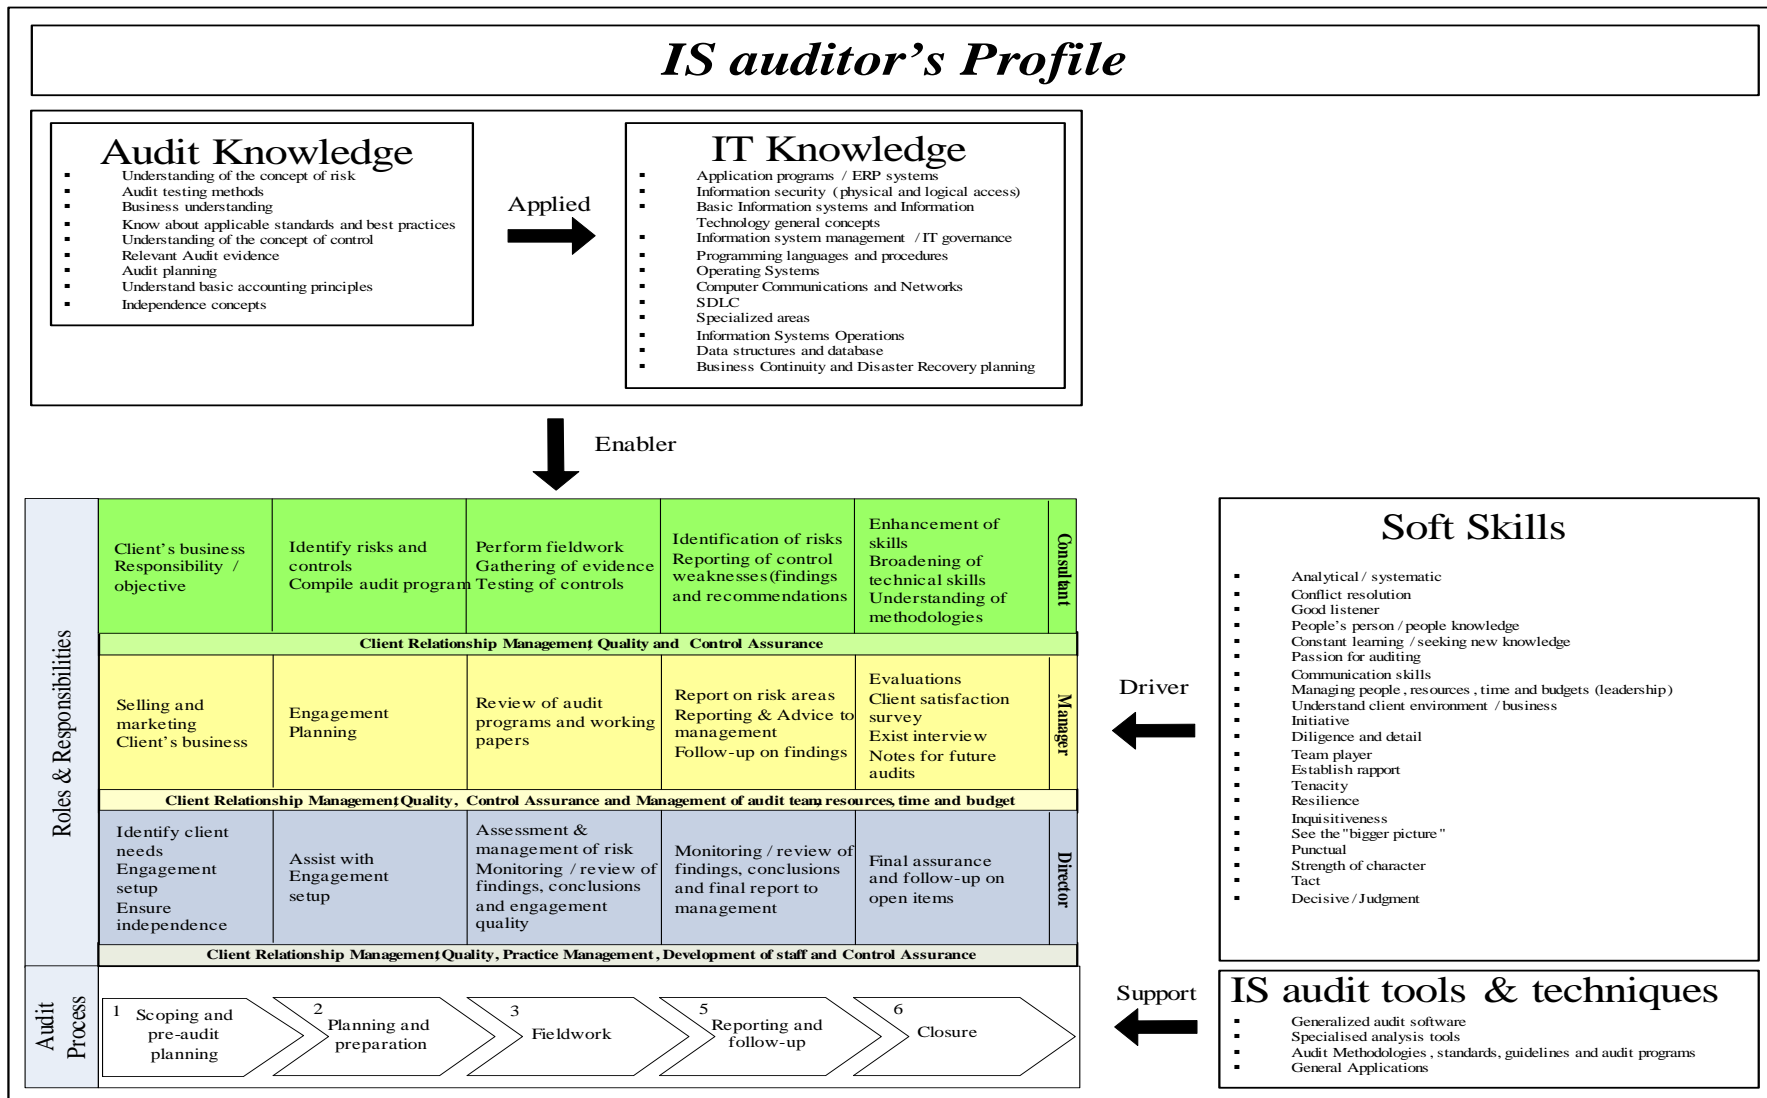 IS auditor's Profile
Audit Knowledge
Understanding of the concept of risk
Audit testing methods
Business understanding
Know about applicable standards and best practices
Understanding of the concept of control
Relevant Audit evidence
Audit planning
Understand basic accounting principles
Independence concepts
Applied
IT Knowledge
Application programs / ERP systems
Information security (physical and logical access)
Basic Information systems and Information
Technology general concepts
Information system management / IT governance
Programming languages and procedures
Operating Systems
Computer Communications and Networks
SDLC
Specialized areas
Information Systems Operations
Data structures and database
Business Continuity and Disaster Recovery planning
Enabler
Roles & Responsibilities
Client's business
Responsibility /
objective
Identify risks and
controls
Compile audit program
Perform fieldwork
Gathering of evidence
Testing of controls
Identification of risks
Reporting of control
weaknesses (findings
and recommendations
Enhancement of
skills
Broadening of
technical skills
Understanding of
methodologies
Consultant
Client Relationship Management, Quality and Control Assurance
Selling and
marketing
Client's business
Engagement
Planning
Review of audit
programs and working
papers
Report on risk areas
Reporting & Advice to
management
Follow-up on findings
Evaluations
Client satisfaction
survey
Exist interview
Notes for future
audits
Manager
Client Relationship Management, Quality, Control Assurance and Management of audit team, resources, time and budget
Identify client
needs
Engagement
setup
Ensure
independence
Assist with
Engagement
setup
Assessment &
management of risk
Monitoring / review of
findings, conclusions
and engagement
quality
Monitoring / review of
findings, conclusions
and final report to
management
Final assurance
and follow-up on
open items
Director
Client Relationship Management, Quality, Practice Management, Development of staff and Control Assurance
Audit
Process
1
Scoping and
pre-audit
planning
2
Planning and
preparation
3
Fieldwork
5
Reporting and
follow-up
6
Closure
Driver
Soft Skills
Analytical / systematic
Conflict resolution
Good listener
People's person / people knowledge
Constant learning / seeking new knowledge
Passion for auditing
Communication skills
Managing people, resources, time and budgets (leadership)
Understand client environment / business
Initiative
Diligence and detail
Team player
Establish rapport
Tenacity
Resilience
Inquisitiveness
See the "bigger picture"
Punctual
Strength of character
Tact
Decisive / Judgment
Support
IS audit tools & techniques
Generalized audit software
Specialised analysis tools
Audit Methodologies, standards, guidelines and audit programs
General Applications